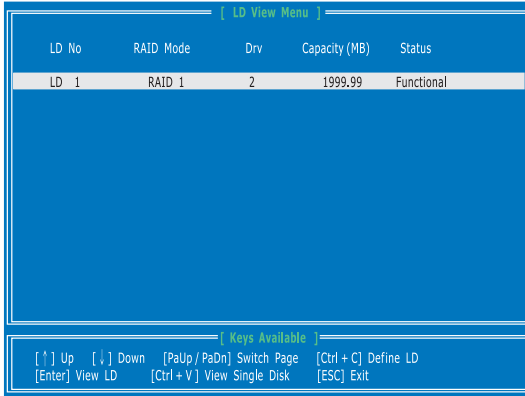 [ LD View Menu ]
LD No RAID Mode Drv Capacity (MB) Status
LD 1 RAID 1 2 1999.99 Functional
[ Keys Available ]
[↑] Up [↓] Down [PaUp / PaDn] Switch Page [Ctrl + C] Define LD
[Enter] View LD [Ctrl + V ] View Single Disk [ESC] Exit